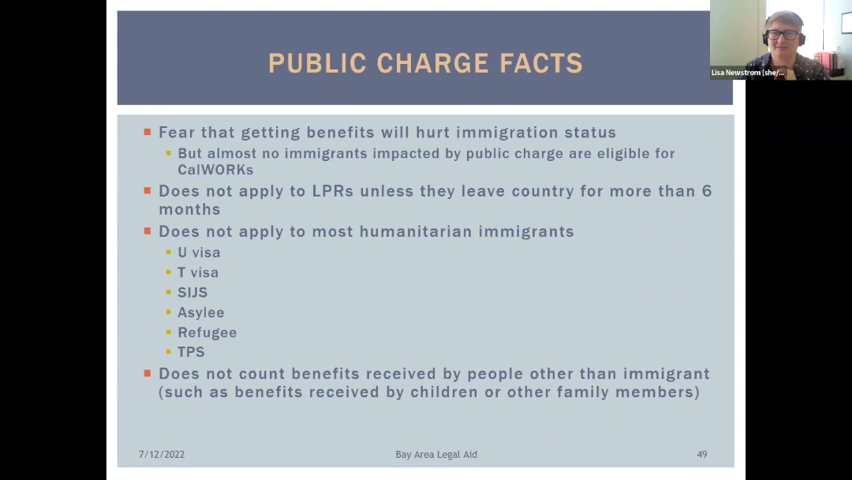 PUBLIC CHARGE FACTS
Lisa Newstrom (she/...
Fear that getting benefits will hurt immigration status
But almost no immigrants impacted by public charge are eligible for
CalWORKs
Does not apply to LPRs unless they leave country for more than 6
months
Does not apply to most humanitarian immigrants
U visa
T visa
SIJS
Asylee
Refugee
TPS
Does not count benefits received by people other than immigrant
(such as benefits received by children or other family members)
7/12/2022
Bay Area Legal Aid
49